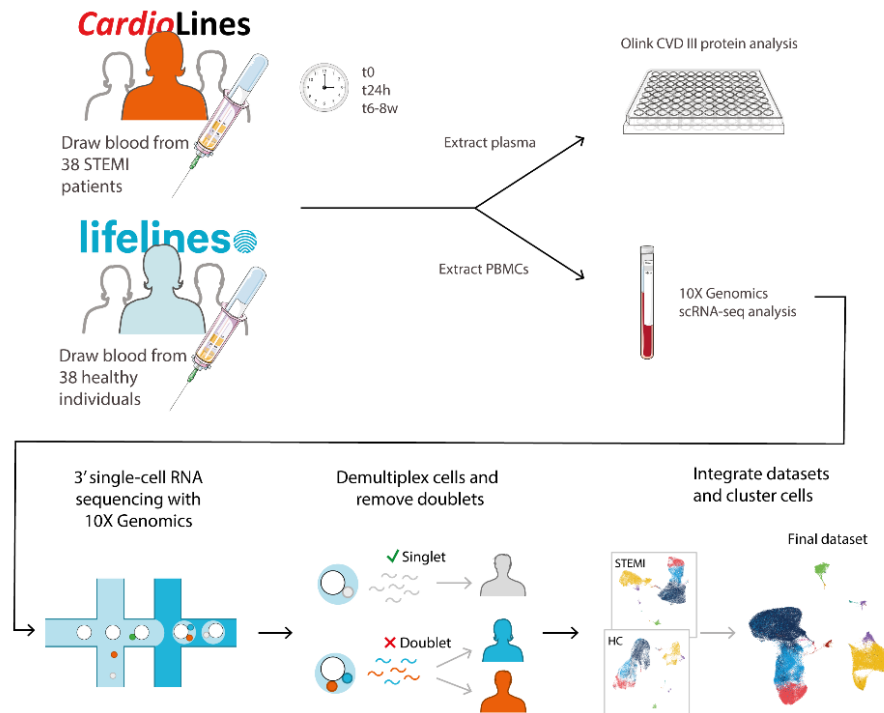 CardioLines
Draw blood from
38 STEMI
patients
t0
t24h
t6-8w
Extract plasma
Olink CVD III protein analysis
lifelines
Draw blood from
38 healthy
individuals
Extract PBMCs
10X Genomics
scRNA-seq analysis
3' single-cell RNA
sequencing with
10X Genomics
Demultiplex cells and
remove doublets
Singlet
Doublet
Integrate datasets
and cluster cells
STEMI
HC
Final dataset